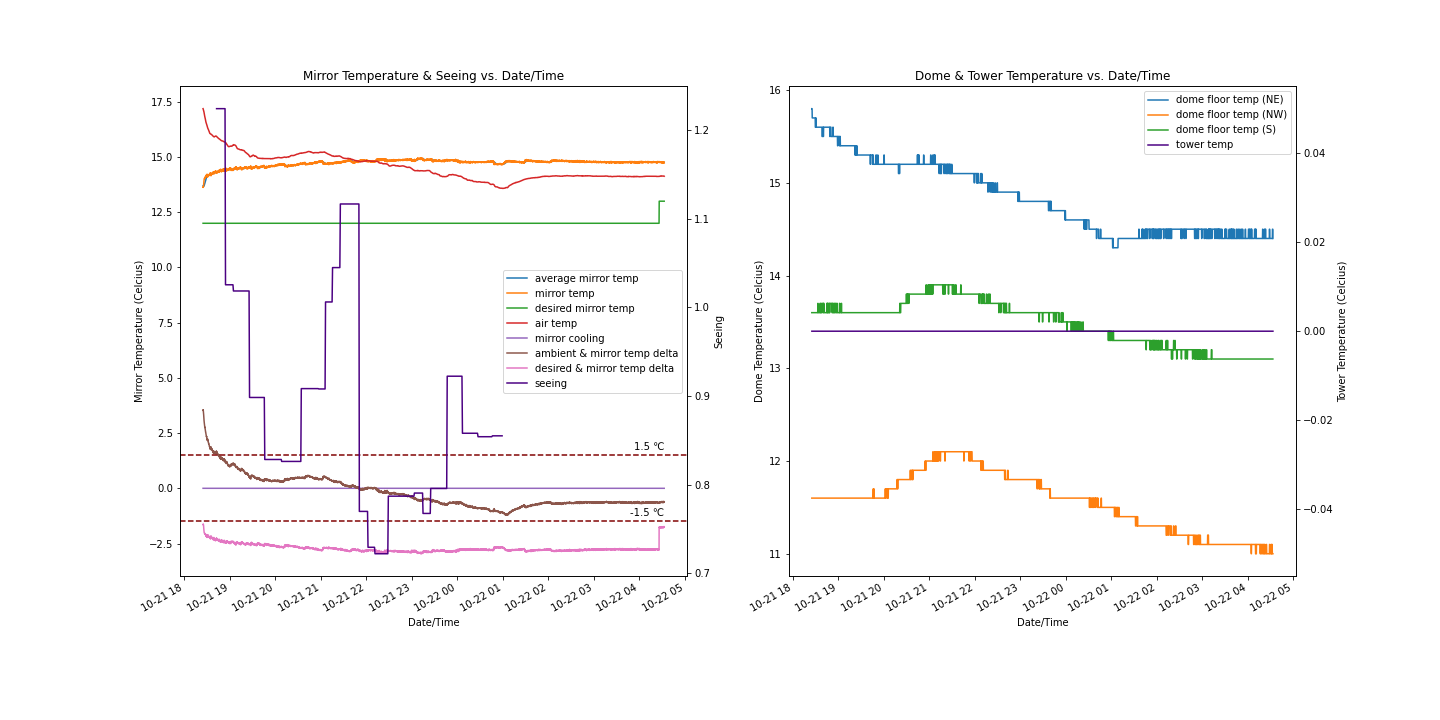 Mirror Temperature & Seeing vs. Date/Time
Mirror Temperature (Celcius)
17.5
15.0
12.5
10.0
7.5
5.0
2.5
0.0
−2.5
1.2
1.1
1.0
0.9
0.8
0.7
Seeing
average mirror temp
mirror temp
desired mirror temp
air temp
mirror cooling
ambient & mirror temp delta
desired & mirror temp delta
seeing
1.5 °C
-1.5 °C
10-21 18
10-21 19
10-21 20
10-21 21
10-21 22
10-21 23
10-22 00
10-22 01
10-22 02
10-22 03
10-22 04
10-22 05
Date/Time
Dome & Tower Temperature vs. Date/Time
Dome Temperature (Celcius)
16
15
14
13
12
11
0.04
0.02
0.00
−0.02
−0.04
Tower Temperature (Celcius)
dome floor temp (NE)
dome floor temp (NW)
dome floor temp (S)
tower temp
10-21 18
10-21 19
10-21 20
10-21 21
10-21 22
10-21 23
10-22 00
10-22 01
10-22 02
10-22 03
10-22 04
10-22 05
Date/Time